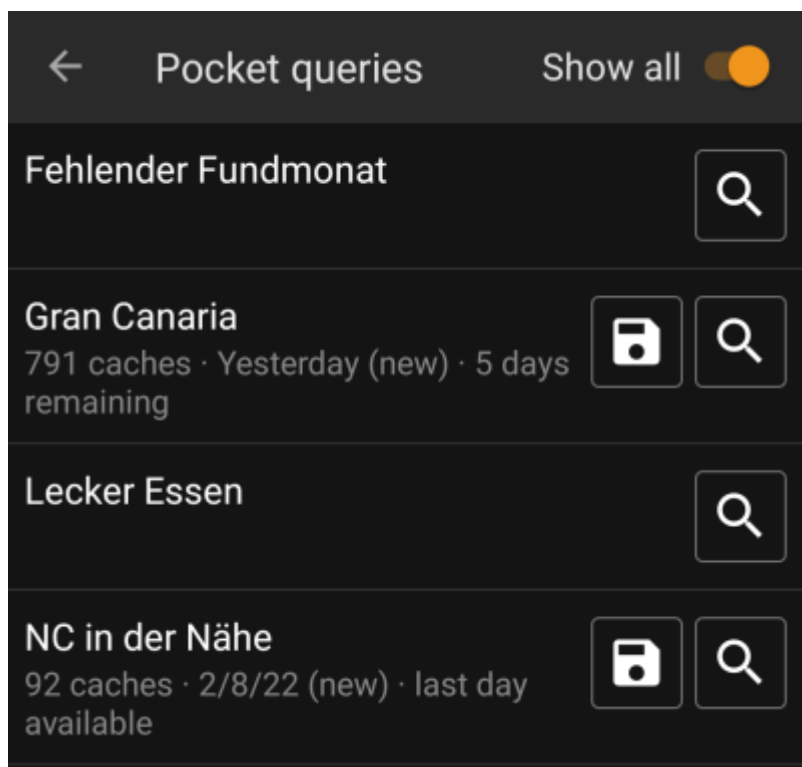 Pocket queries Show all
Fehlender Fundmonat
Gran Canaria
791 caches · Yesterday (new) · 5 days
remaining
Lecker Essen
NC in der Nähe
92 caches · 2/8/22 (new) · last day
available